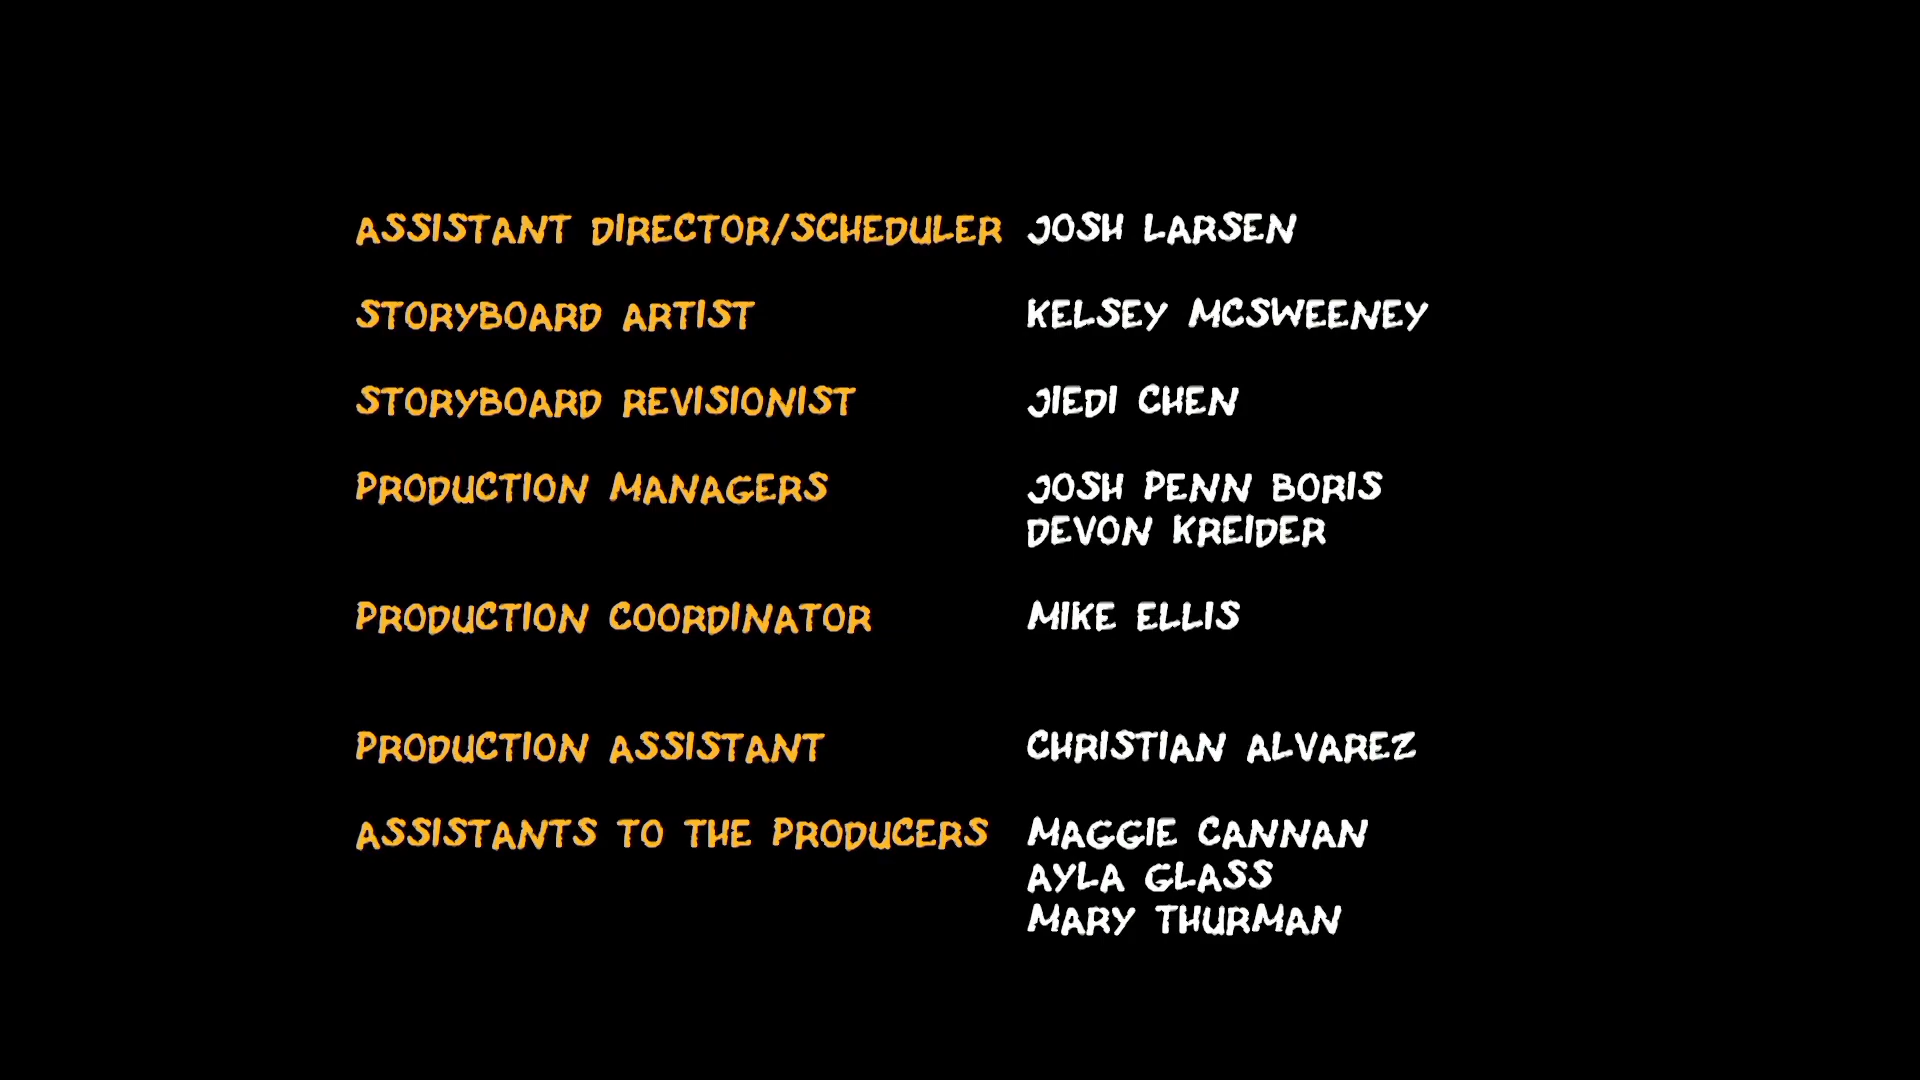 ASSISTANT DIRECTOR/SCHEDULER JOSH LARSEN
STORYBOARD ARTIST KELSEY MCSWEENEY
STORYBOARD REVISIONIST JIEDI CHEN
PRODUCTION MANAGERS JOSH PENN BORIS
DEVON KREIDER
PRODUCTION COORDINATOR MIKE ELLIS
PRODUCTION ASSISTANT CHRISTIAN ALVAREZ
ASSISTANTS TO THE PRODUCERS MAGGIE CANNAN
AYLA GLASS
MARY THURMAN